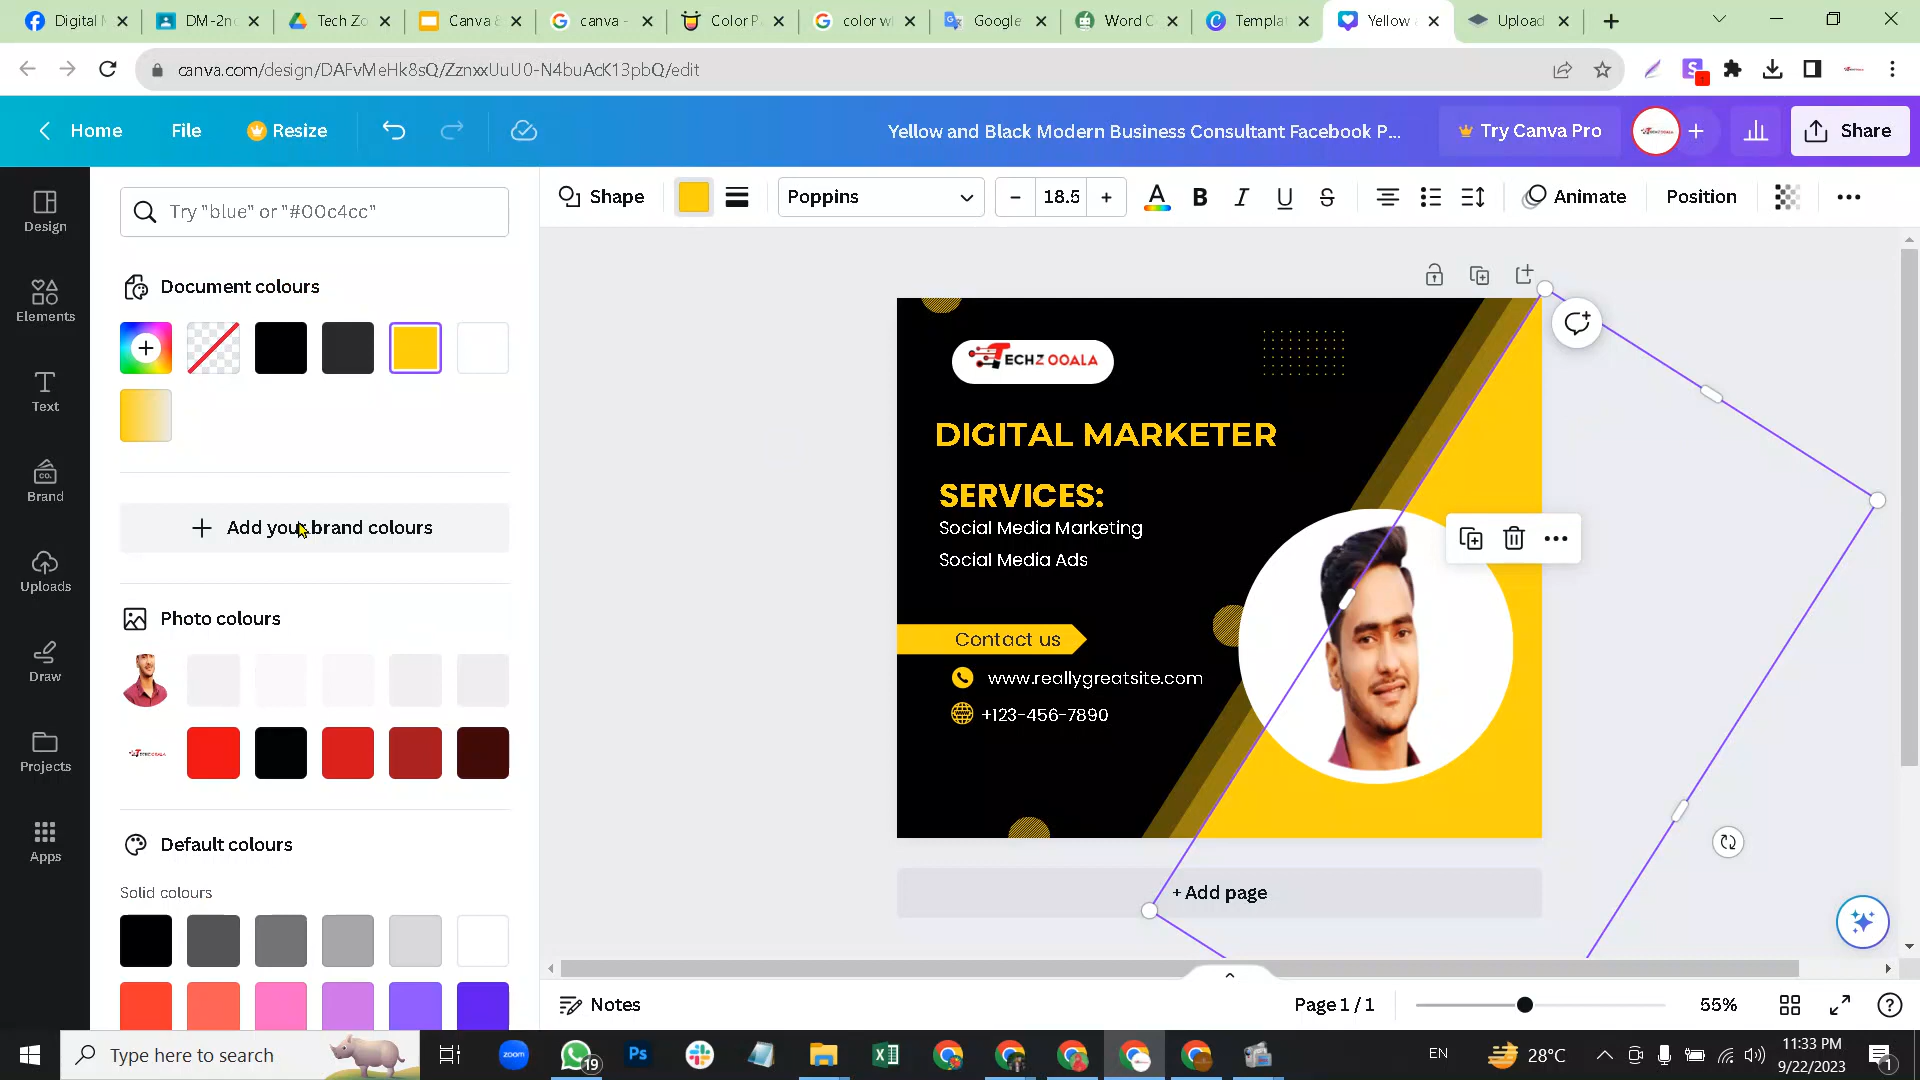 Digital M
DM-2n
Tech Zo
Canva &
canva -
Color P
color w
Google
Word C
Templa
Yellow
Upload
canva.com/design/DAFvMeHk8sQ/ZznxxUuU0-N4buAcK13pbQ/edit
Home
File
Resize
Yellow and Black Modern Business Consultant Facebook P...
Try Canva Pro
Share
Design
Elements
Text
Brand
Uploads
Draw
Projects
Apps
Try "blue" or "#00c4cc"
Shape
Poppins
18.5
B
I
U
S
Animate
Position
Document colours
Add your brand colours
Photo colours
Default colours
Solid colours
TECHZ OOALA
DIGITAL MARKETER
SERVICES:
Social Media Marketing
Social Media Ads
Contact us
www.reallygreatsite.com
+123-456-7890
+ Add page
Notes
Page 1 / 1
55%
Type here to search
19
EN
28°C
11:33 PM
9/22/2023
1